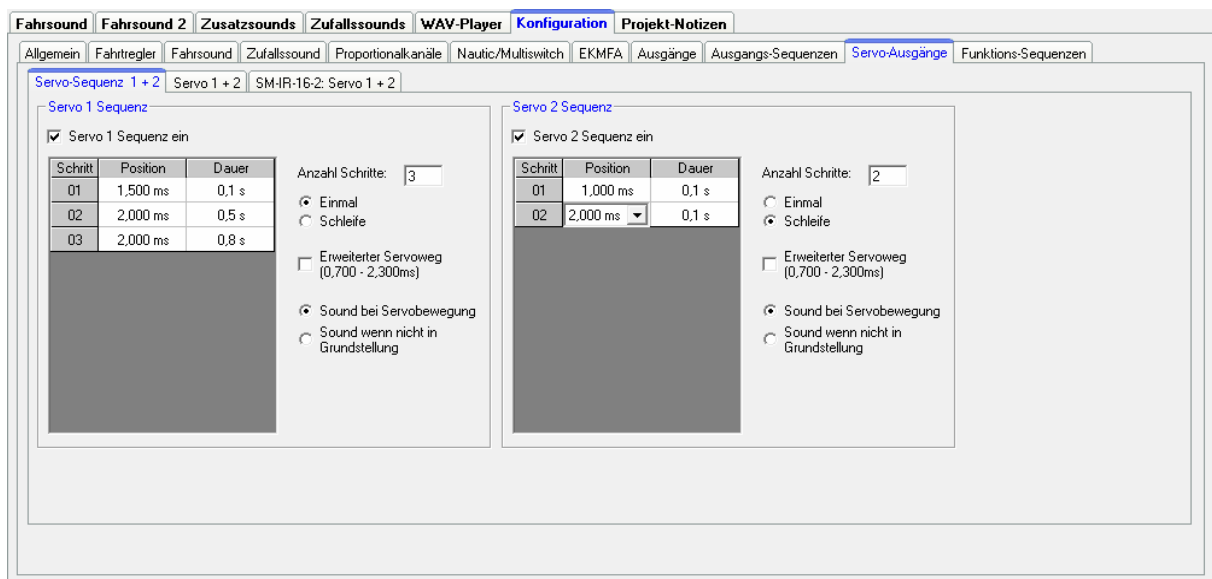 Fahrsound Fahrsound 2 Zusatzsounds Zufallssounds WAV-Player Konfiguration Projekt-Notizen
Allgemein Fahrtregler Fahrsound Zufallssound Proportionalkanäle Nautic/Multiswitch EKMFA Ausgänge Ausgangs-Sequenzen Servo-Ausgänge Funktions-Sequenzen
Servo-Sequenz 1 + 2 Servo 1 + 2 SM-IR-16-2: Servo 1 + 2
Servo 1 Sequenz
Servo 1 Sequenz ein
Schritt Position Dauer
01 1,500 ms 0,1 s
02 2,000 ms 0,5 s
03 2,000 ms 0,8 s
Anzahl Schritte: 3
Einmal
Schleife
Erweiterter Servoweg
(0,700 - 2,300ms)
Sound bei Servobewegung
Sound wenn nicht in
Grundstellung
Servo 2 Sequenz
Servo 2 Sequenz ein
Schritt Position Dauer
01 1,000 ms 0,1 s
02 2,000 ms 0,1 s
Anzahl Schritte: 2
Einmal
Schleife
Erweiterter Servoweg
(0,700 - 2,300ms)
Sound bei Servobewegung
Sound wenn nicht in
Grundstellung